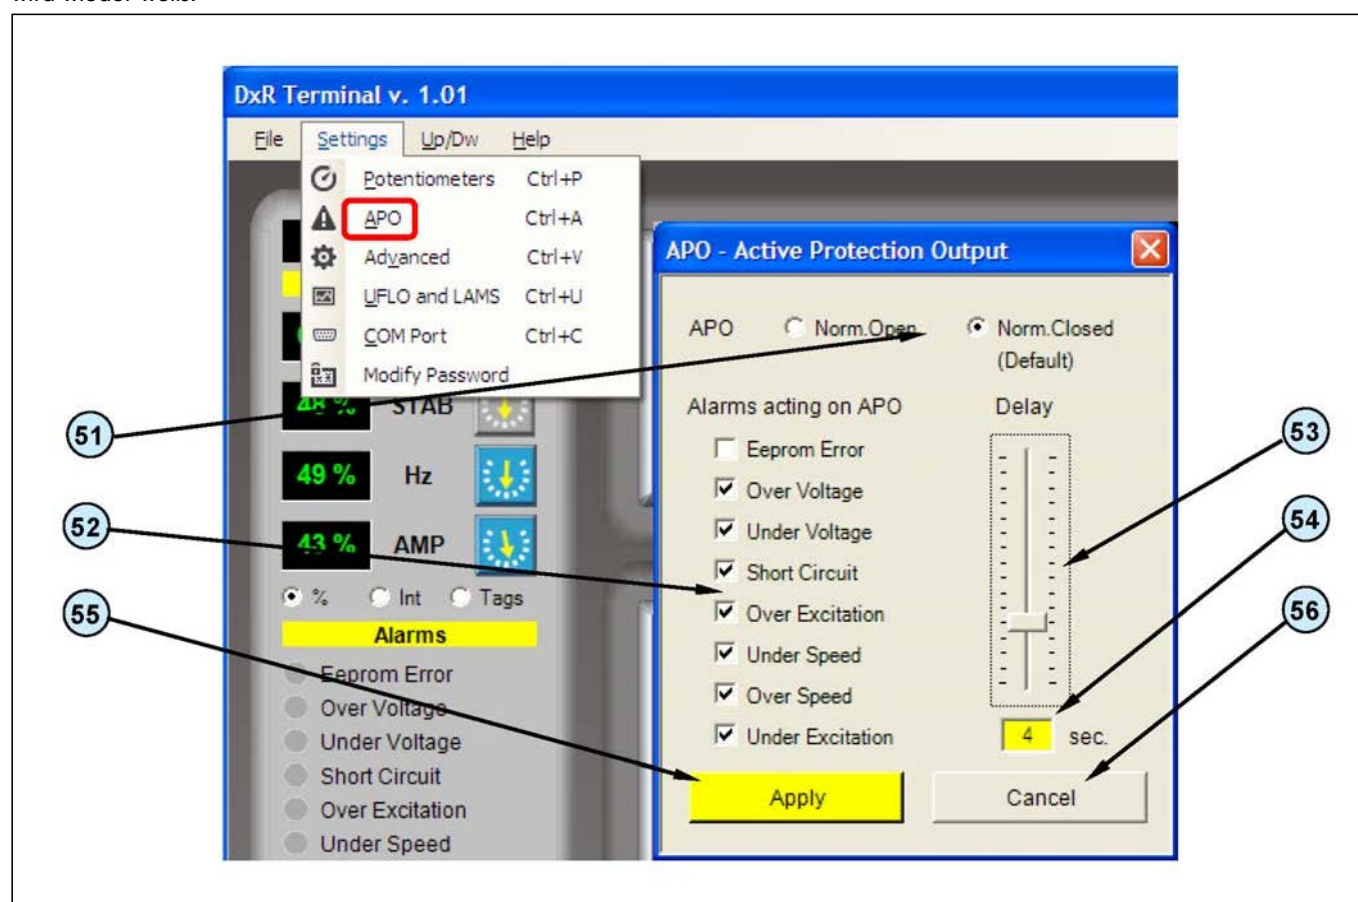 DxR Terminal v. 1.01
File Settings Up/Dw Help
Potentiometers Ctrl+P
APO Ctrl+A
Advanced Ctrl+V
UFLO and LAMS Ctrl+U
COM Port Ctrl+C
Modify Password
48 % STAB
49 % Hz
43 % AMP
% Int Tags
Alarms
Eeprom Error
Over Voltage
Under Voltage
Short Circuit
Over Excitation
Under Speed
APO - Active Protection Output
APO Norm.Open Norm.Closed
(Default)
Alarms acting on APO Delay
Eeprom Error
Over Voltage
Under Voltage
Short Circuit
Over Excitation
Under Speed
Over Speed
Under Excitation
4 sec.
Apply Cancel
51
52
55
53
54
56